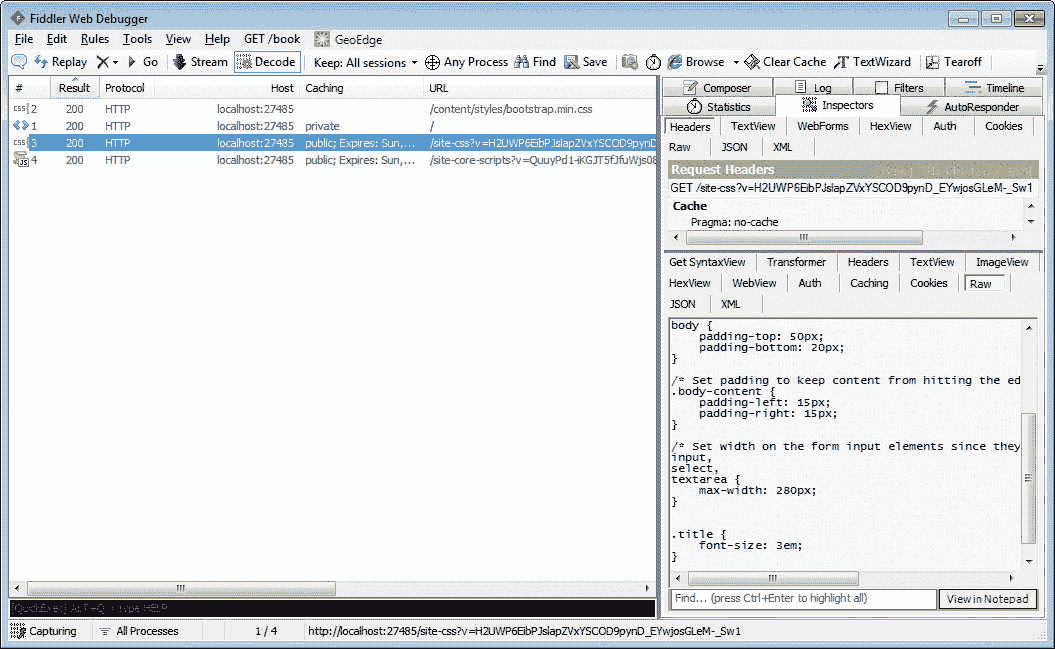 Fiddler Web Debugger
File Edit Rules Tools View Help GET /book GeoEdge
Replay Go Stream Decode Keep: All sessions Any Process Find Save Browse Clear Cache TextWizard Tearoff
# Result Protocol Host Caching URL
2 200 HTTP localhost:27485 /content/styles/bootstrap.min.css
1 200 HTTP localhost:27485 private /
3 200 HTTP localhost:27485 public; Expires: Sun,... /site-css?v=H2UWP6EibPJslapZVxYSCOD9pynD
4 200 HTTP localhost:27485 public; Expires: Sun,... /site-core-scripts?v=QuuyPd1-iKGJT5fJfuWjs08
Composer Log Filters Timeline
Statistics Inspectors AutoResponder
Headers TextView WebForms HexView Auth Cookies
Raw JSON XML
Request Headers
GET /site-css?v=H2UWP6EibPJslapZVxYSCOD9pynD_EYwjosGLeM-_Sw1
Cache
Pragma: no-cache
Get SyntaxView Transformer Headers TextView ImageView
HexView WebView Auth Caching Cookies Raw
JSON XML
body {
padding-top: 50px;
padding-bottom: 20px;
}
/* Set padding to keep content from hitting the ed
.body-content {
padding-left: 15px;
padding-right: 15px;
}
/* Set width on the form input elements since they
input,
select,
textarea {
max-width: 280px;
}
.title {
font-size: 3em;
}
Find... (press Ctrl+Enter to highlight all) View in Notepad
[QuickExec] ALT+Q > type HELP
Capturing All Processes 1 / 4 http://localhost:27485/site-css?v=H2UWP6EibPJslapZVxYSCOD9pynD_EYwjosGLeM-_Sw1